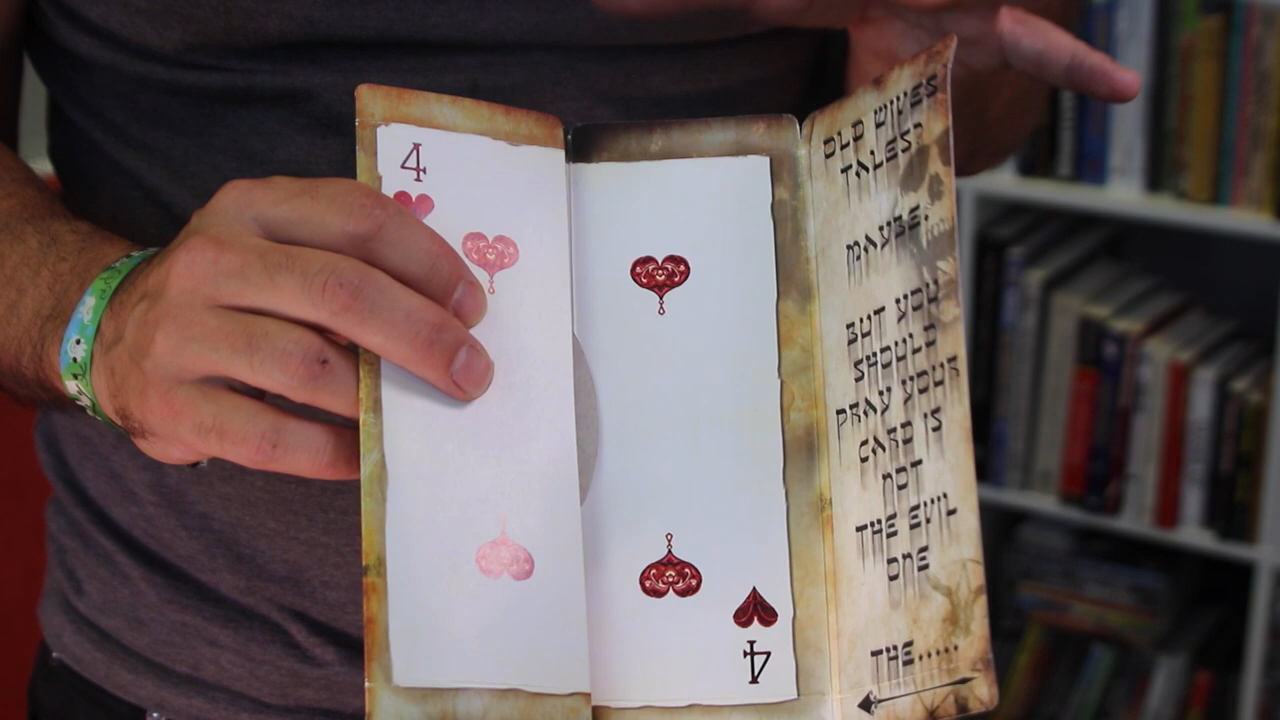 4
OLD WIVES
TALES?
MAYBE,
BUT YOU
SHOULD
PRAY YOUR
CARD IS
NOT
THE EVIL
ONE
THE.....
4